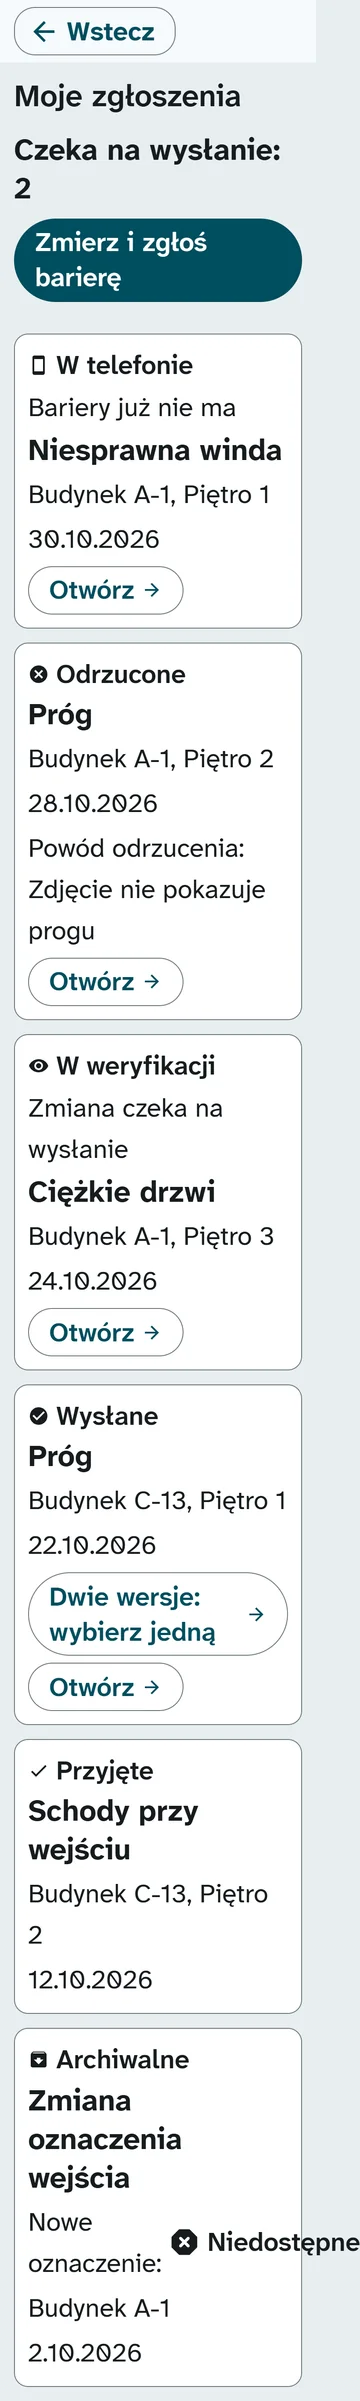 Wstecz
Moje zgłoszenia
Czeka na wysłanie:
2
Zmierz i zgłoś
barierę
W telefonie
Bariery już nie ma
Niesprawna winda
Budynek A-1, Piętro 1
30.10.2026
Otwórz
Odrzucone
Próg
Budynek A-1, Piętro 2
28.10.2026
Powód odrzucenia:
Zdjęcie nie pokazuje
progu
Otwórz
W weryfikacji
Zmiana czeka na
wysłanie
Ciężkie drzwi
Budynek A-1, Piętro 3
24.10.2026
Otwórz
Wysłane
Próg
Budynek C-13, Piętro 1
22.10.2026
Dwie wersje:
wybierz jedną
Otwórz
Przyjęte
Schody przy
wejściu
Budynek C-13, Piętro
2
12.10.2026
Archiwalne
Zmiana
oznaczenia
wejścia
Nowe
oznaczenie:
Niedostępne
Budynek A-1
2.10.2026